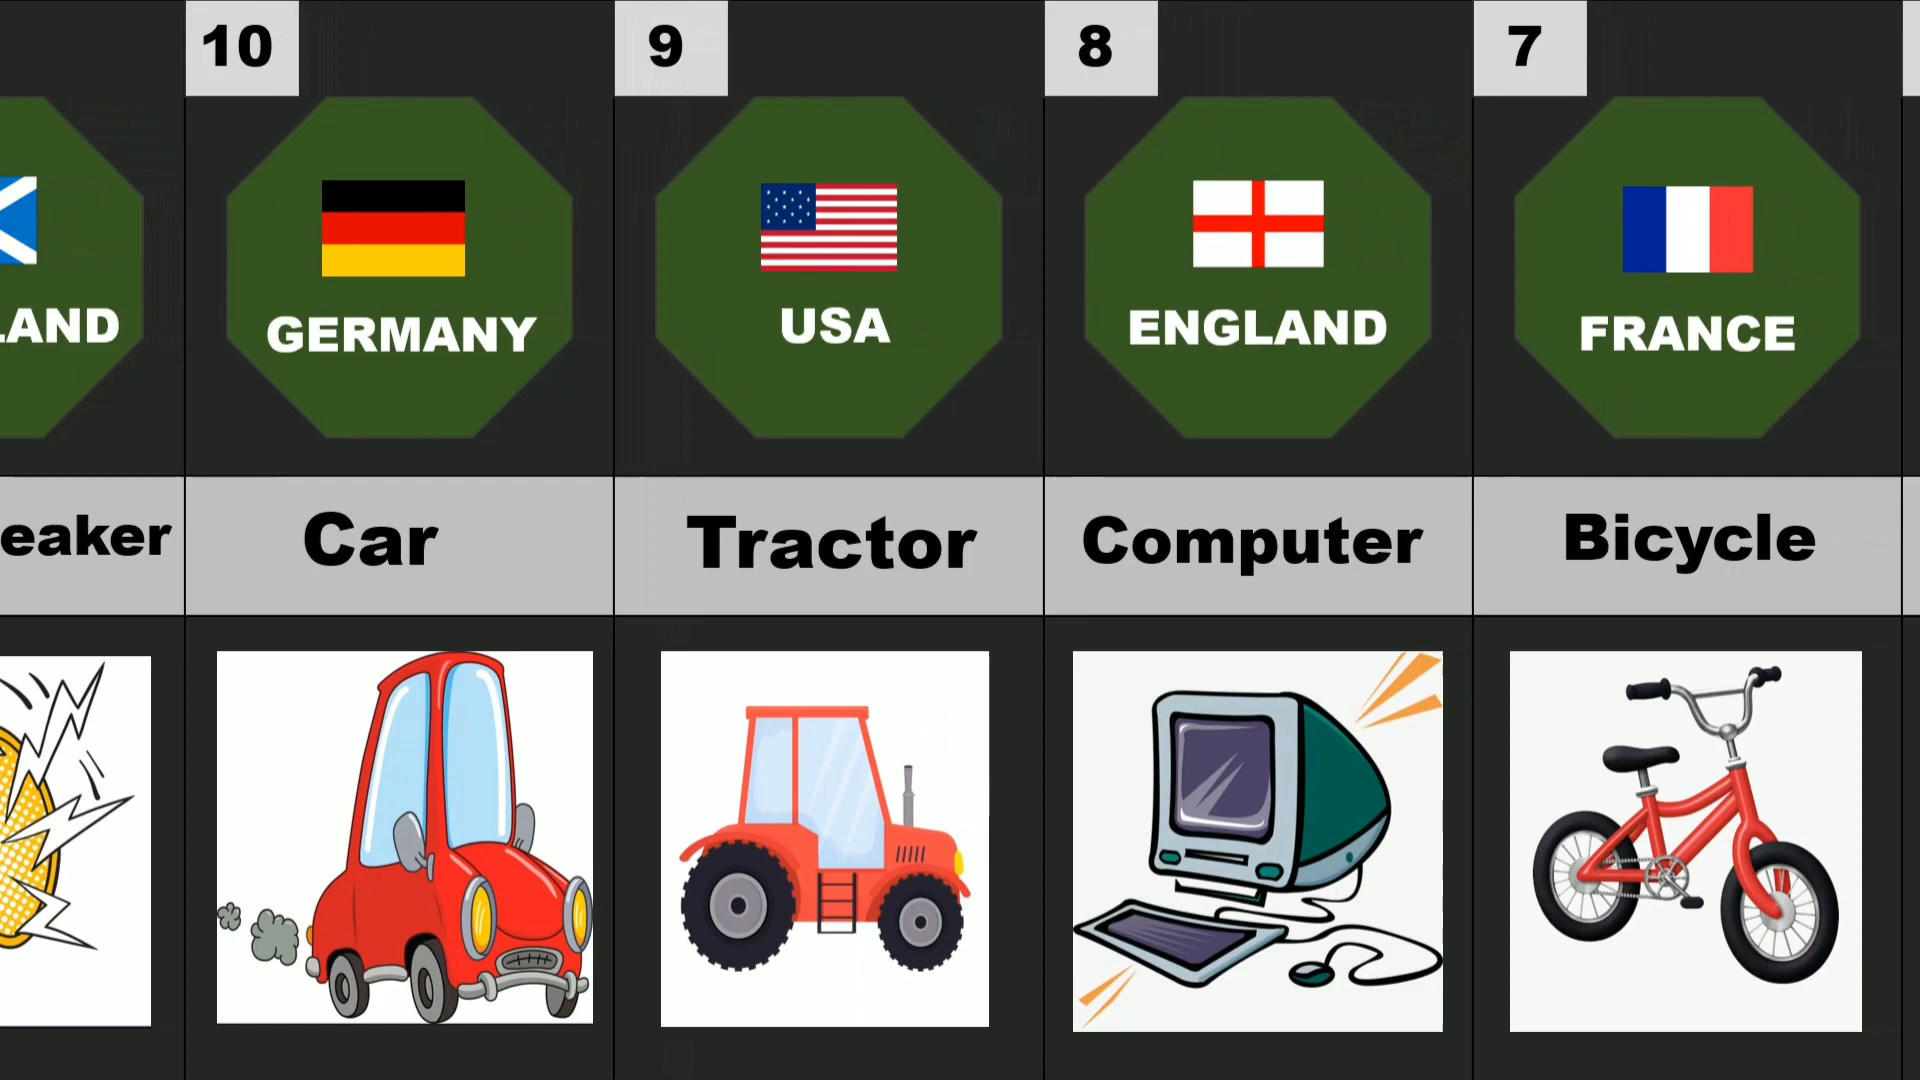 10
9
8
7
LAND
GERMANY
USA
ENGLAND
FRANCE
eaker
Car
Tractor
Computer
Bicycle